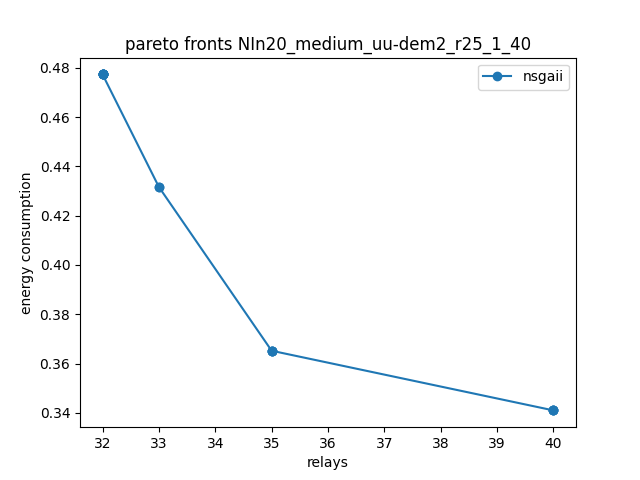 pareto fronts NIn20_medium_uu-dem2_r25_1_40
nsgaii
energy consumption
0.48
0.46
0.44
0.42
0.40
0.38
0.36
0.34
32 33 34 35 36 37 38 39 40
relays